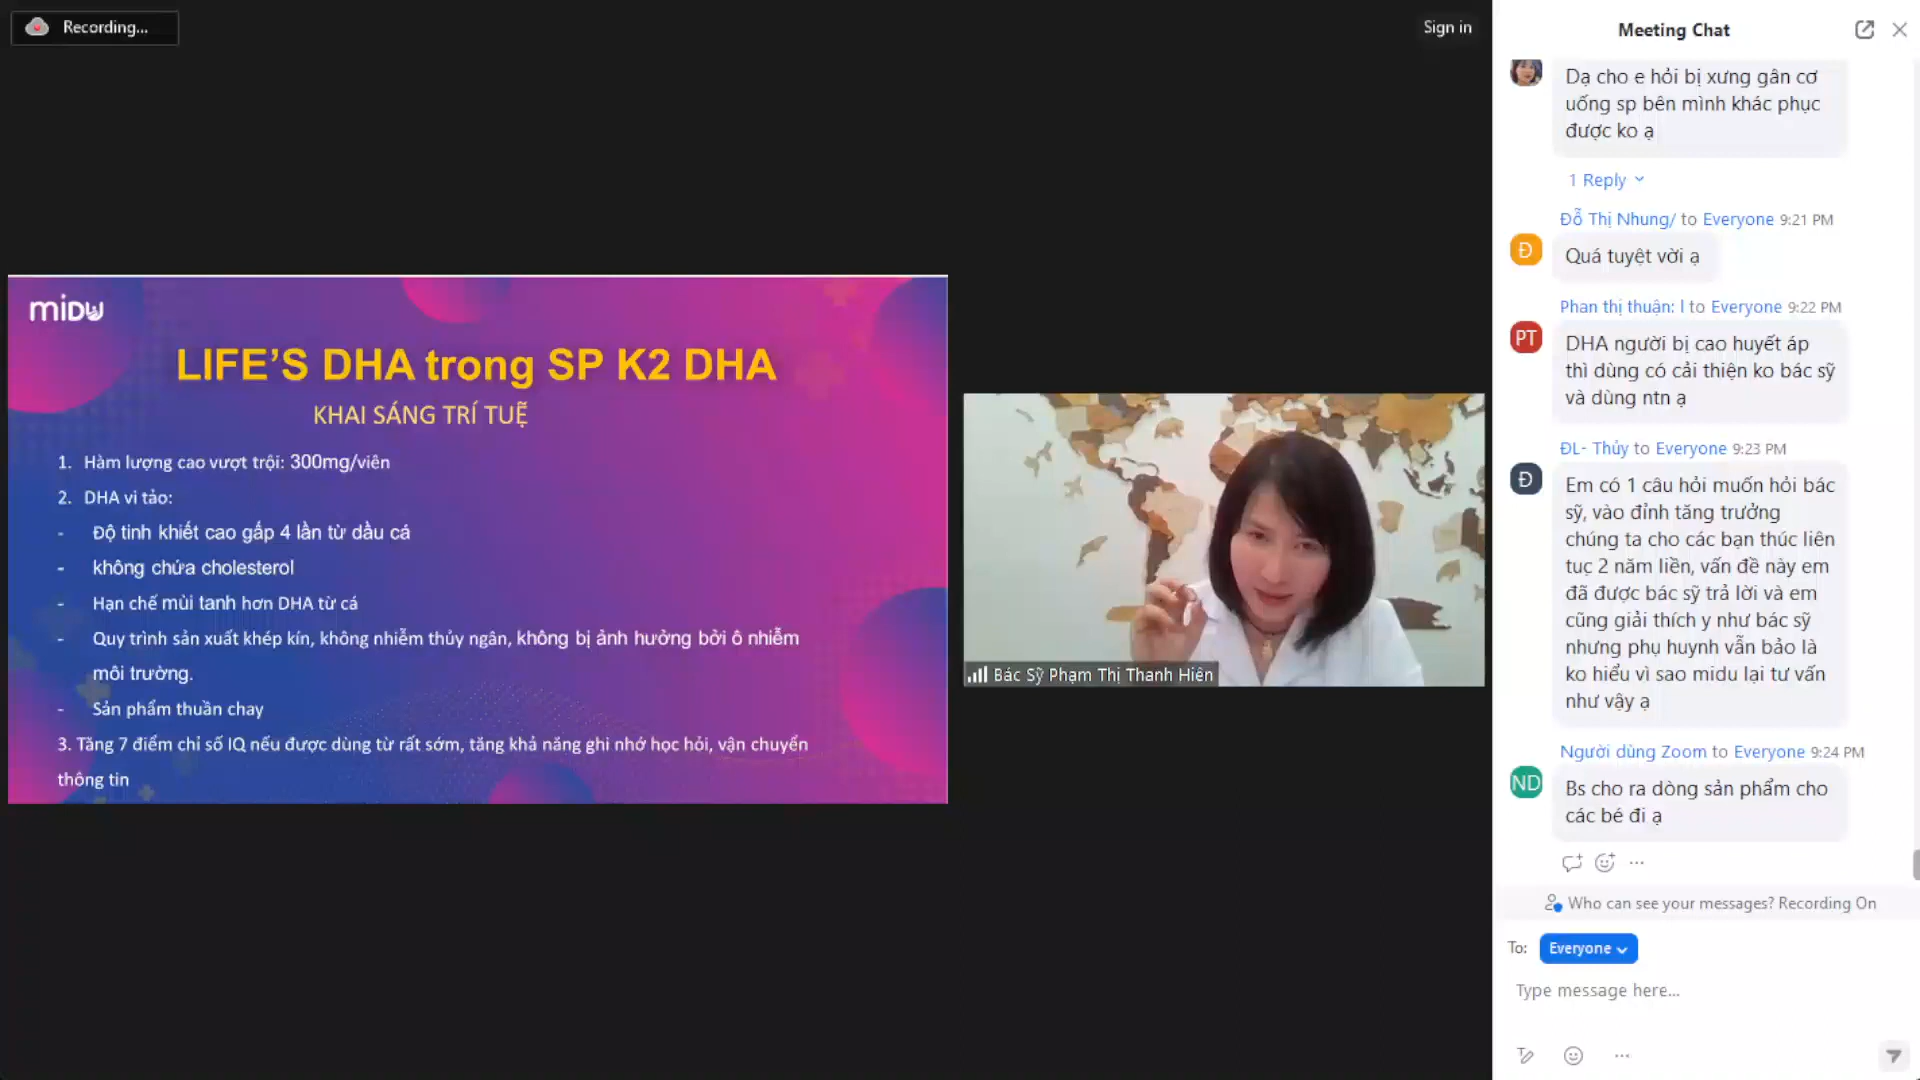 Recording...
Sign in
miDU
LIFE'S DHA trong SP K2 DHA
KHAI SÁNG TRÍ TUỆ
1. Hàm lượng cao vượt trội: 300mg/viên
2. DHA vi tảo:
- Độ tinh khiết cao gấp 4 lần từ dầu cá
- không chứa cholesterol
- Hạn chế mùi tanh hơn DHA từ cá
- Quy trình sản xuất khép kín, không nhiễm thủy ngân, không bị ảnh hưởng bởi ô nhiễm
môi trường.
- Sản phẩm thuần chay
3. Tăng 7 điểm chỉ số IQ nếu được dùng từ rất sớm, tăng khả năng ghi nhớ học hỏi, vận chuyển
thông tin
Bác Sỹ Phạm Thị Thanh Hiên
Meeting Chat
Dạ cho e hỏi bị xưng gân cơ
uống sp bên mình khác phục
được ko ạ
1 Reply
Đỗ Thị Nhung/ to Everyone 9:21 PM
Đ
Quá tuyệt vời ạ
Phan thị thuận: l to Everyone 9:22 PM
PT
DHA người bị cao huyết áp
thì dùng có cải thiện ko bác sỹ
và dùng ntn ạ
ĐL- Thủy to Everyone 9:23 PM
Đ
Em có 1 câu hỏi muốn hỏi bác
sỹ, vào đỉnh tăng trưởng
chúng ta cho các bạn thúc liên
tục 2 năm liền, vấn đề này em
đã được bác sỹ trả lời và em
cũng giải thích y như bác sỹ
nhưng phụ huynh vẫn bảo là
ko hiểu vì sao midu lại tư vấn
như vậy ạ
Người dùng Zoom to Everyone 9:24 PM
ND
Bs cho ra dòng sản phẩm cho
các bé đi ạ
Who can see your messages? Recording On
To: Everyone
Type message here...